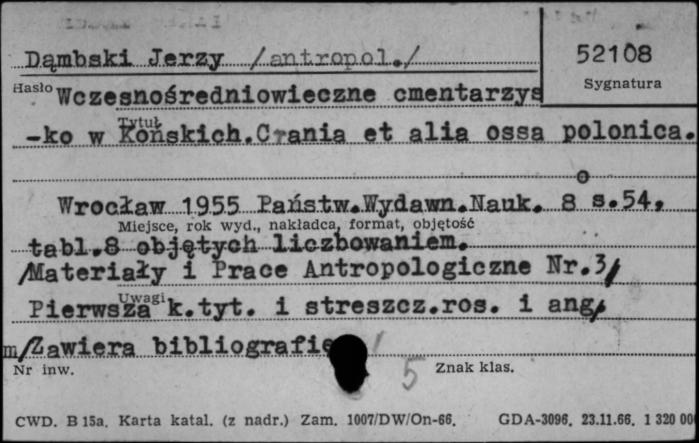 Dąmbski Jerzy /antropol./
52108
Sygnatura
Hasło Wczesnośredniowieczne cmentarzys
Tytuł
-ko w Końskich.Crania et alia ossa polonica.
Wrocław 1955 Państw.Wydawn.Nauk. 8° s.54,
Miejsce, rok wyd., nakładca, format, objętość
tabl.8 objętych liczbowaniem.
/Materiały i Prace Antropologiczne Nr.3/
Uwagi
Pierwsza k.tyt. i streszcz.ros. i ang/
m/Zawiera bibliografię
5
Nr inw.
Znak klas.
CWD. B 15a. Karta katal. (z nadr.) Zam. 1007/DW/On-66. GDA-3096. 23.11.66. 1 320 00